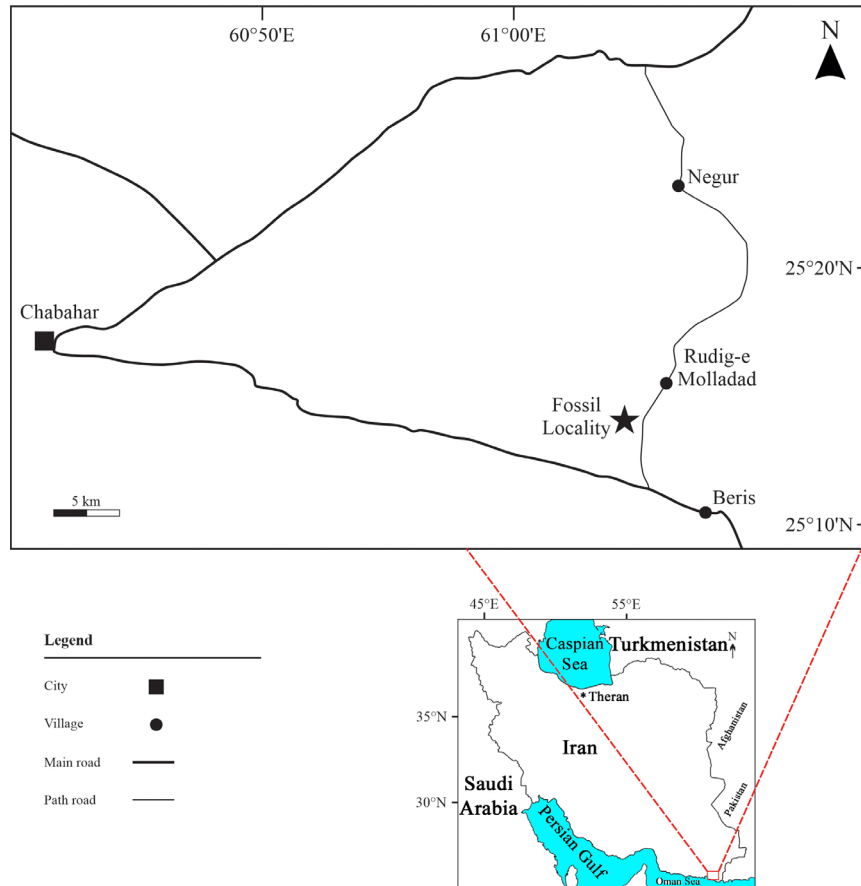 60°50'E
61°00'E
N
Negur
25°20'N
Chabahar
Rudig-e
Molladad
Fossil
Locality
5 km
Beris
25°10'N
45°E
55°E
Legend
City
Village
Main road
Path road
Caspian
Sea
Turkmenistan
N
Theran
35°N
Afghanistan
Iran
Saudi
Arabia
30°N
Pakistan
Persian Gulf
Oman Sea